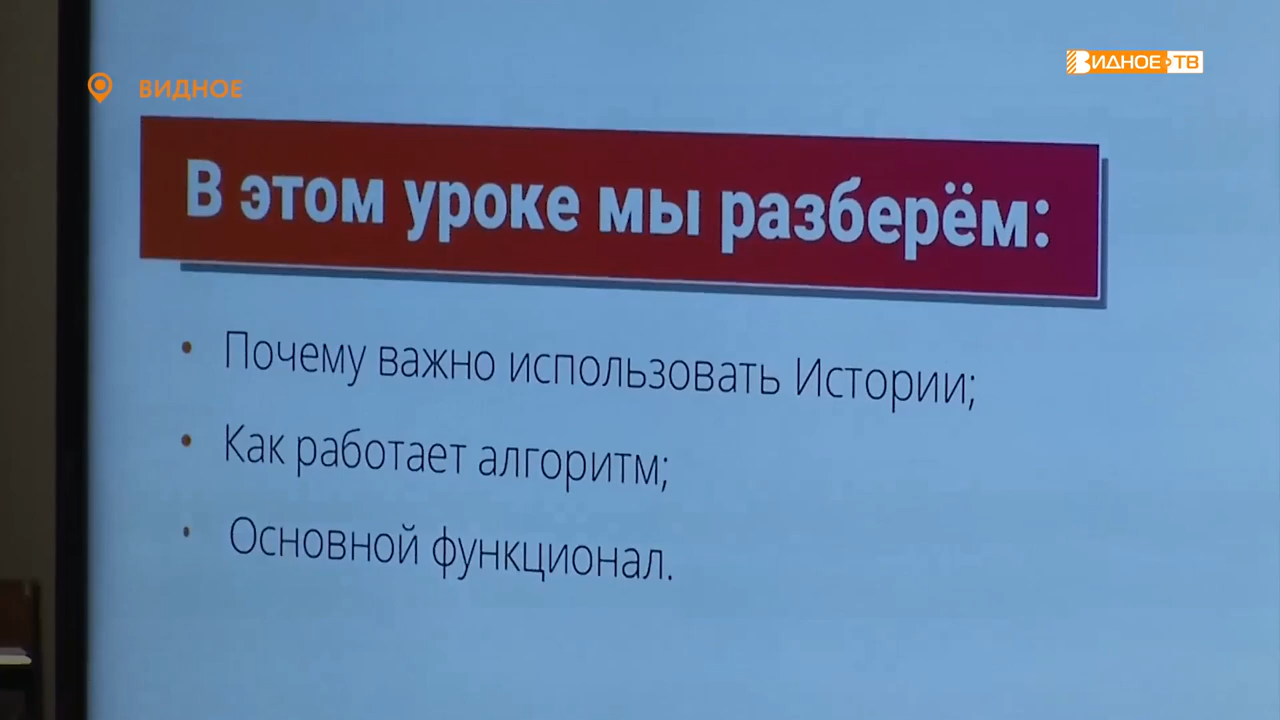 ВИДНОЕ
ВИДНОЕ ТВ
В этом уроке мы разберём:
• Почему важно использовать Истории;
• Как работает алгоритм;
• Основной функционал.